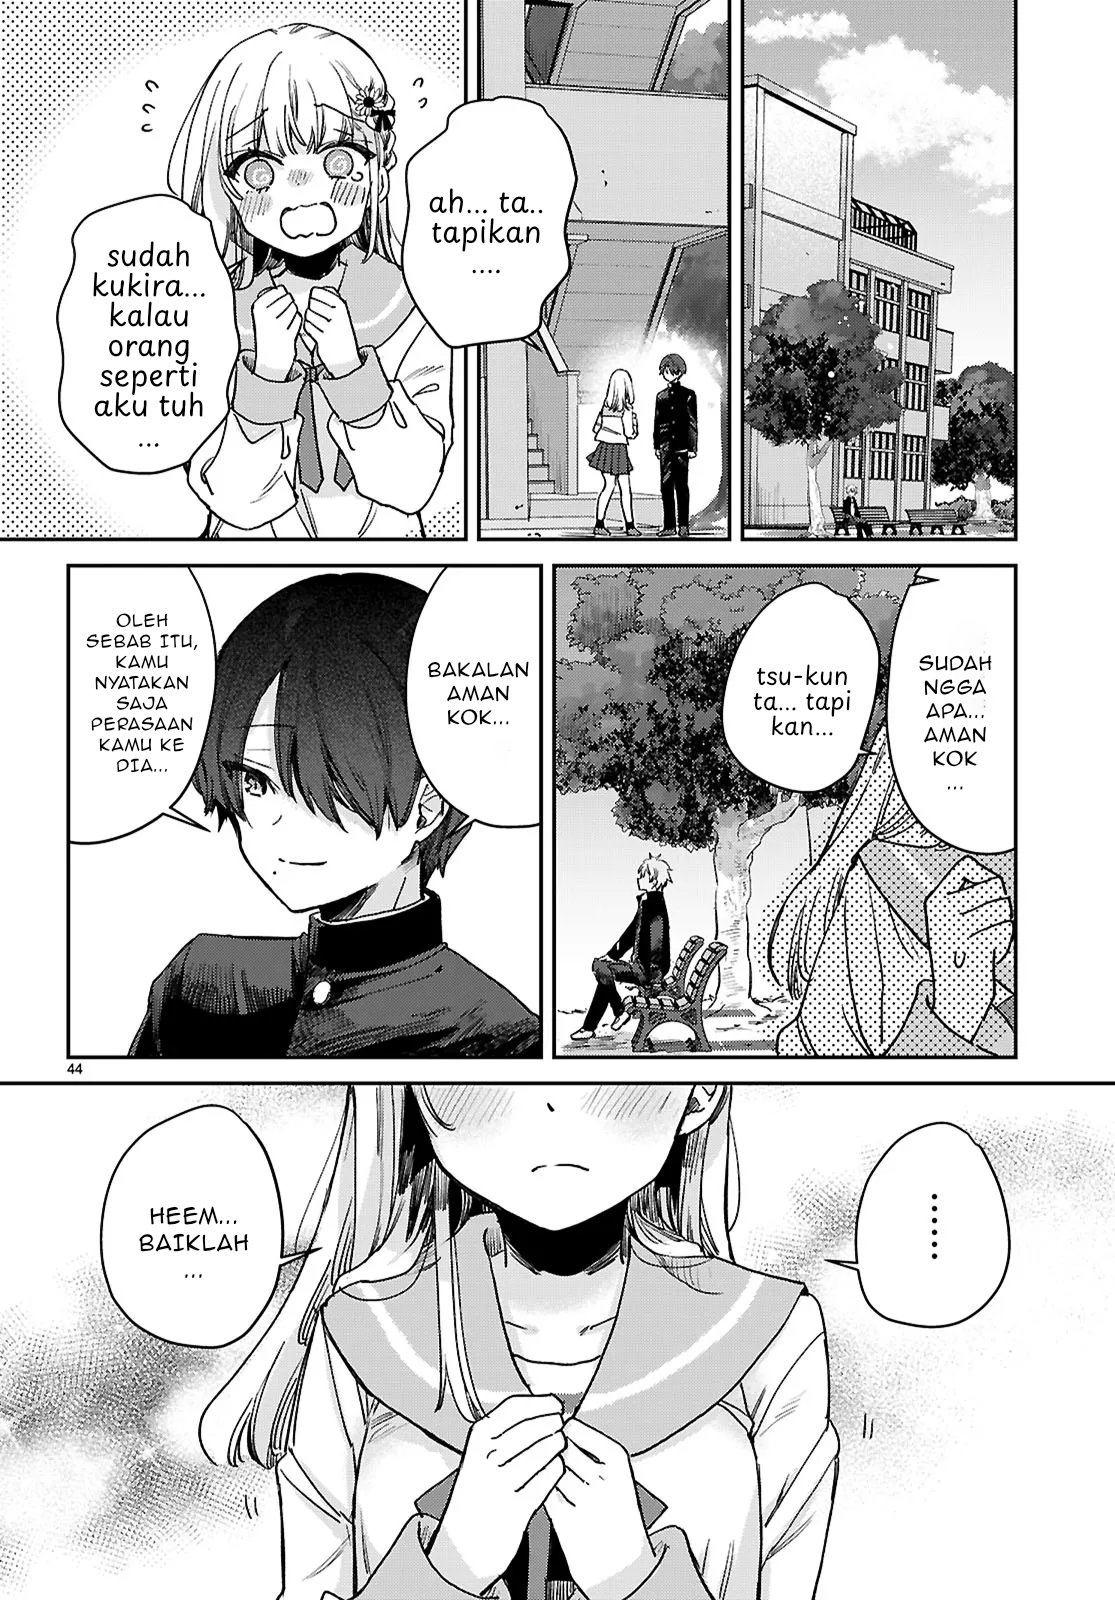 ah... ta..
tapikan
....
sudah
kukira...
kalau
orang
seperti
aku tuh
...
SUDAH
NGGA
APA...
AMAN
KOK
...
tsu-kun
ta... tapi
kan...
BAKALAN
AMAN
KOK...
OLEH
SEBAB ITU,
KAMU
NYATAKAN
SAJA
PERASAAN
KAMU KE
DIA...
44
......
HEEM...
BAIKLAH
...